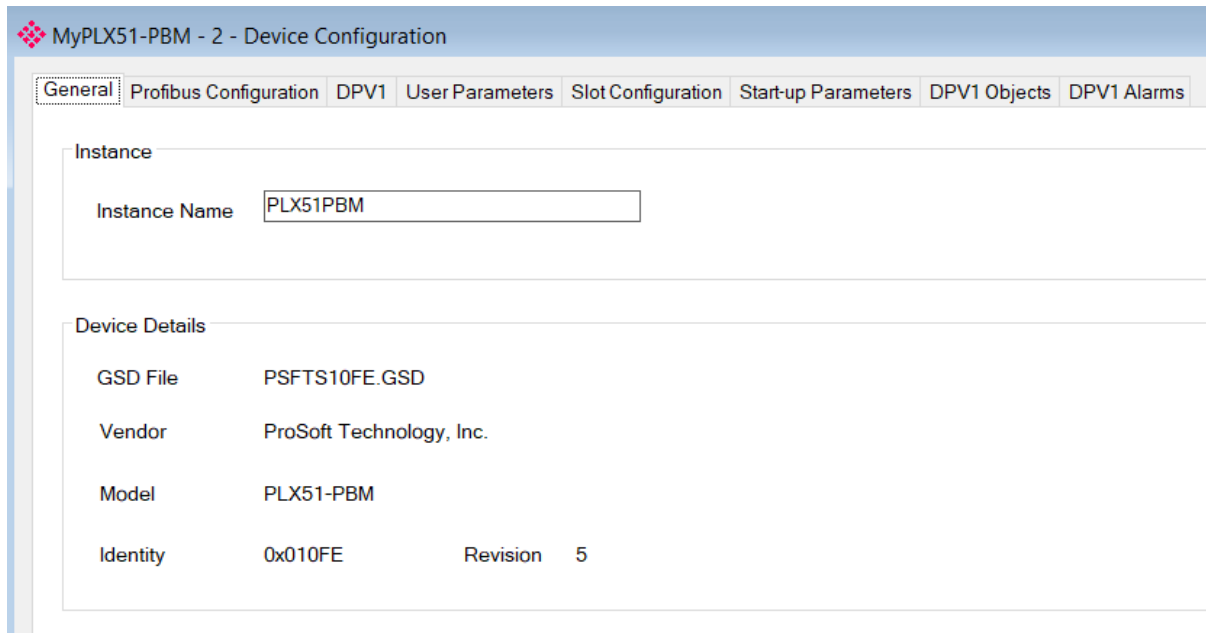 MyPLX51-PBM - 2 - Device Configuration
General Profibus Configuration DPV1 User Parameters Slot Configuration Start-up Parameters DPV1 Objects DPV1 Alarms
Instance
Instance Name PLX51PBM
Device Details
GSD File PSFTS10FE.GSD
Vendor ProSoft Technology, Inc.
Model PLX51-PBM
Identity 0x010FE Revision 5